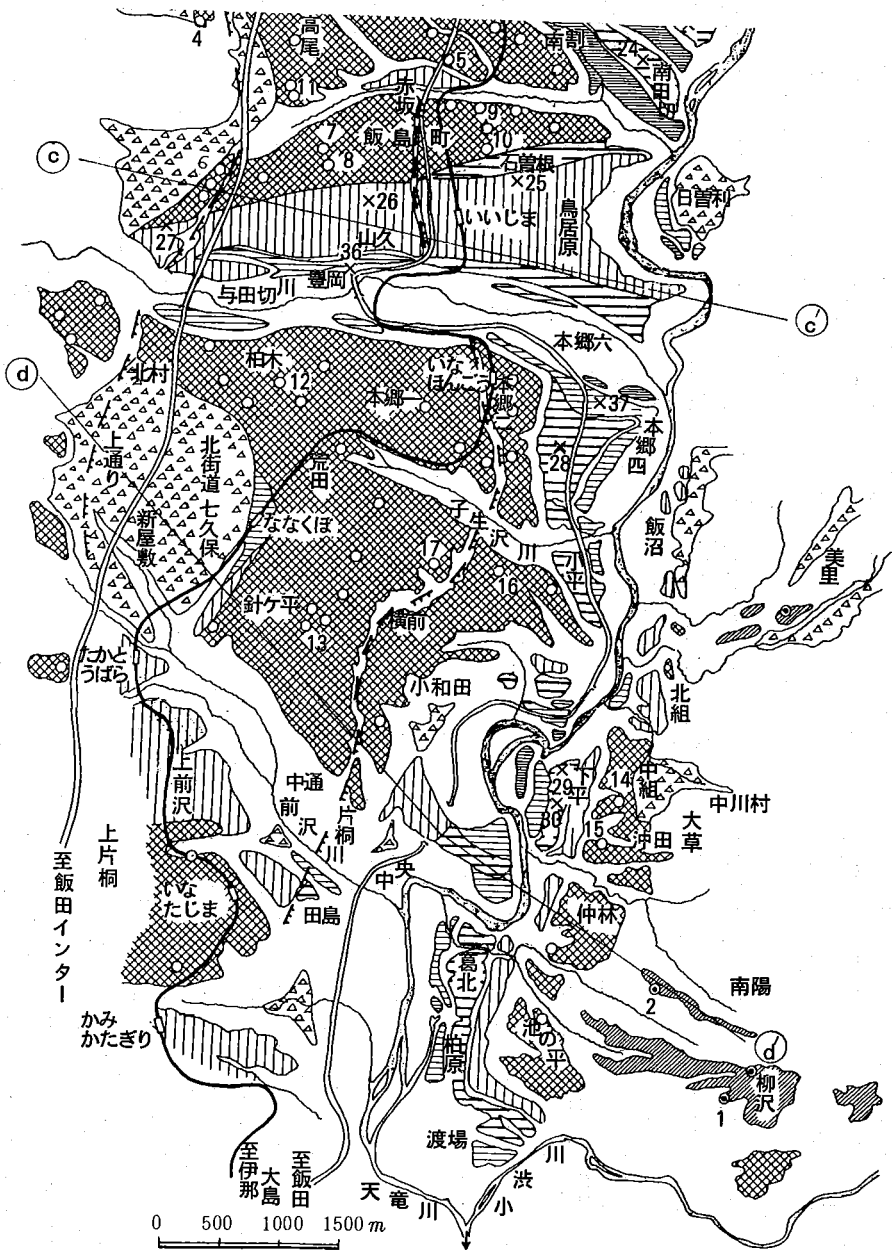 4
高尾
5
南割
24
南田切
11
赤坂
7
飯島町
9
8
10
石曽根
×25
6
c
日曽利
×26
鳥居原
いいじま
27
山久
36
豊岡
与田切川
c′
本郷六
d
北村
柏木
12
いな
ほんごう
本郷一
本郷二
×37
本郷四
28
上通り
北街道
七久保
新屋敷
荒田
ななくぼ
子生沢川
小平
飯沼
美里
17
16
針ケ平
13
横前
たかと
うばら
小和田
北組
上前沢
中通
前沢川
片桐
下平
29
30
14
中組
15
沖田
大草
中川村
上片桐
至飯田インター
いな
たじま
田島
中央
仲林
葛北
2
南陽
d′
かみ
かたぎり
柏原
池の平
柳沢
1
渡場
至伊那大島
至飯田
天竜川
小渋川
0 500 1000 1500 m